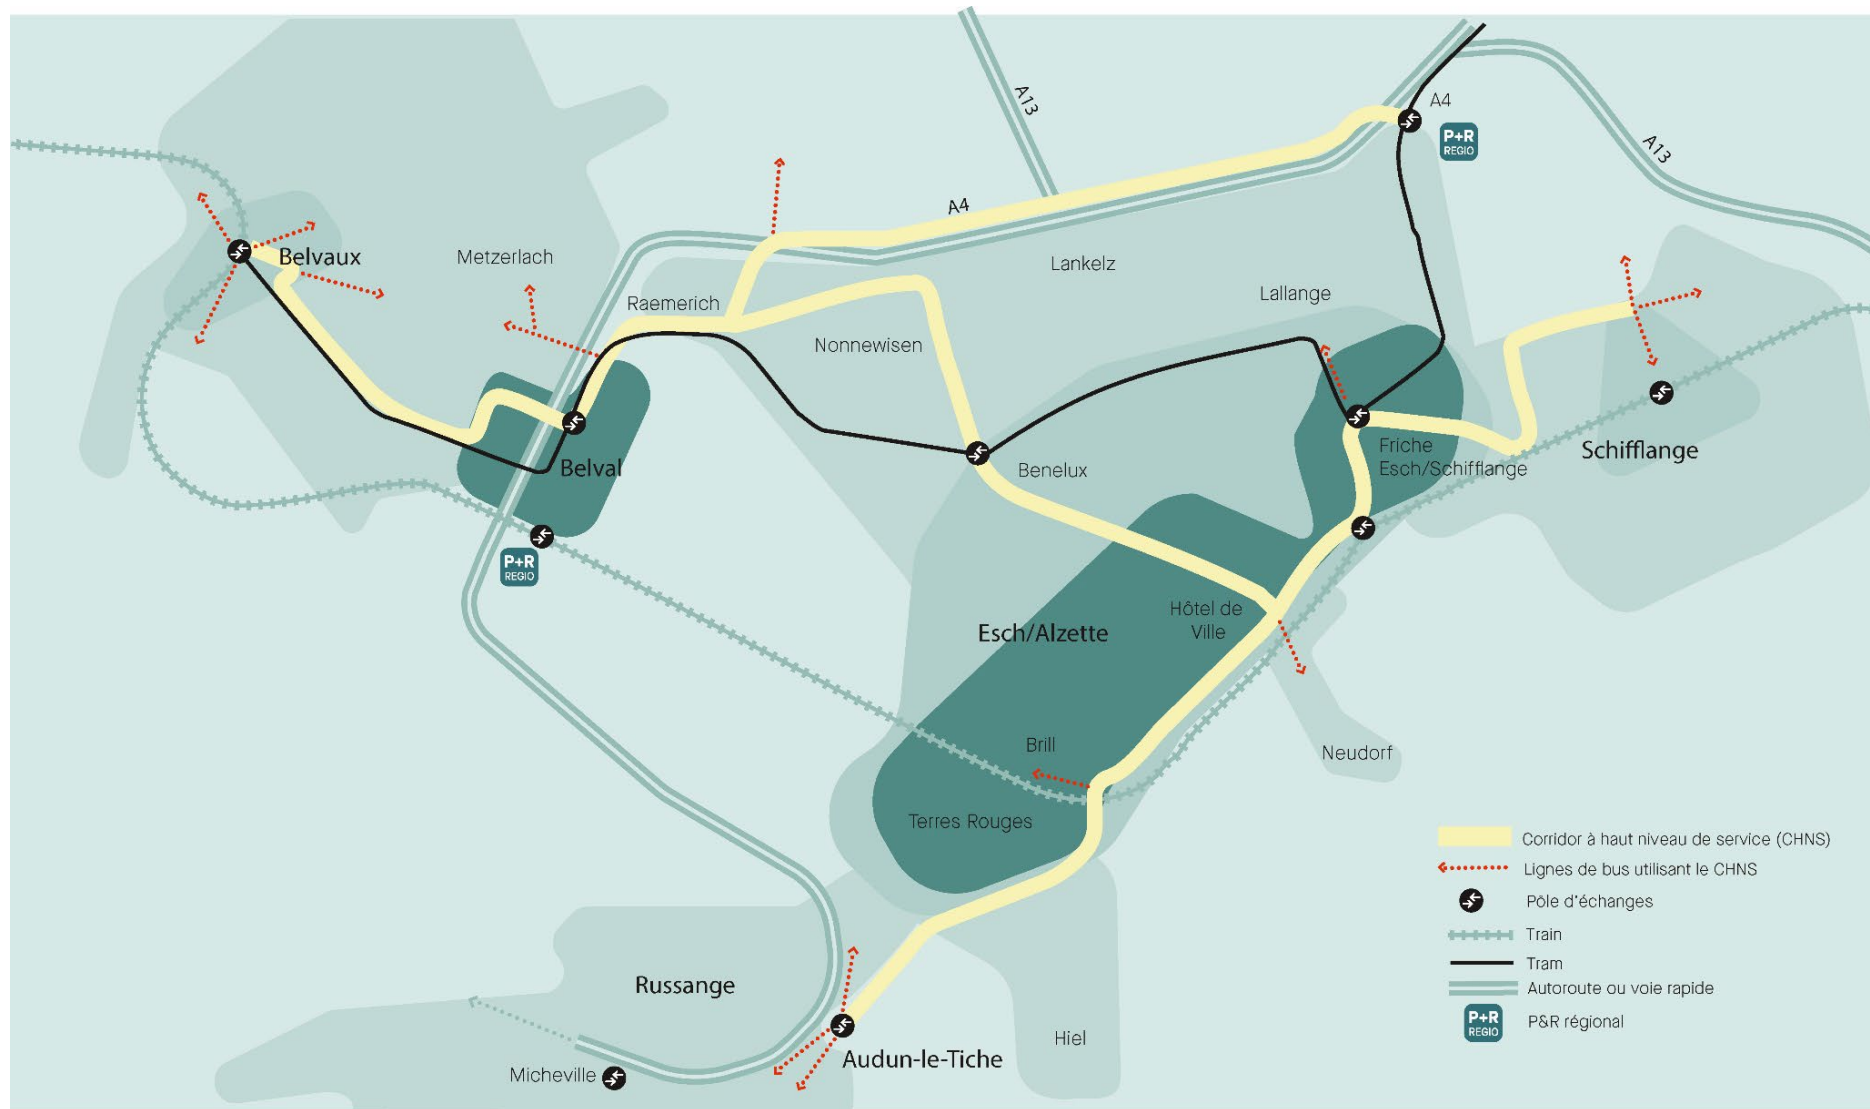 A13
A4
P+R
REGIO
A13
A4
Belvaux
Metzerlach
Lankelz
Lallange
Raemerich
Nonnewisen
Friche
Esch/Schifflange
Schifflange
Belval
Benelux
P+R
REGIO
Hôtel de
Ville
Esch/Alzette
Brill
Neudorf
Terres Rouges
Russange
Hiel
Audun-le-Tiche
Micheville
Corridor à haut niveau de service (CHNS)
Lignes de bus utilisant le CHNS
Pôle d'échanges
Train
Tram
Autoroute ou voie rapide
P+R
REGIO
P&R régional